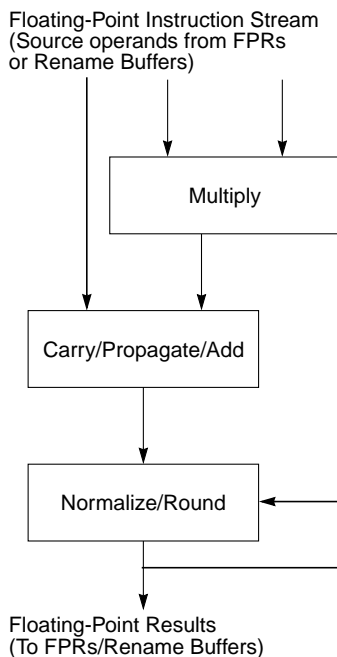 Floating-Point Instruction Stream
(Source operands from FPRs
or Rename Buffers)
Multiply
Carry/Propagate/Add
Normalize/Round
Floating-Point Results
(To FPRs/Rename Buffers)